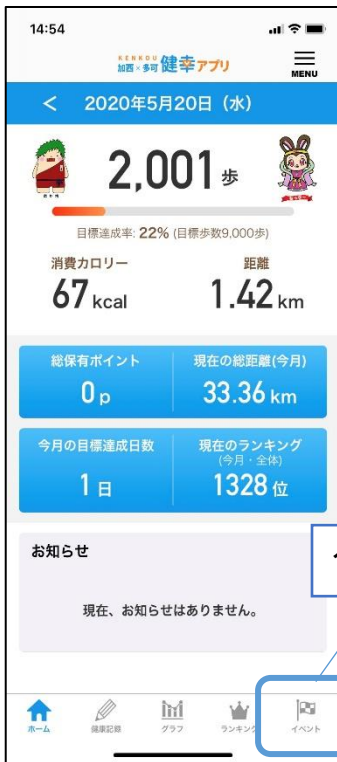 14:54
KENKOU
加西×多可 健幸アプリ
MENU
< 2020年5月20日（水）
2,001 歩
目標達成率: 22% (目標歩数9,000歩)
消費カロリー 距離
67 kcal 1.42 km
総保有ポイント 現在の総距離(今月)
0 p 33.36 km
今月の目標達成日数 現在のランキング
(今月・全体)
1 日 1328 位
お知らせ
現在、お知らせはありません。
ホーム 健康記録 グラフ ランキング イベント